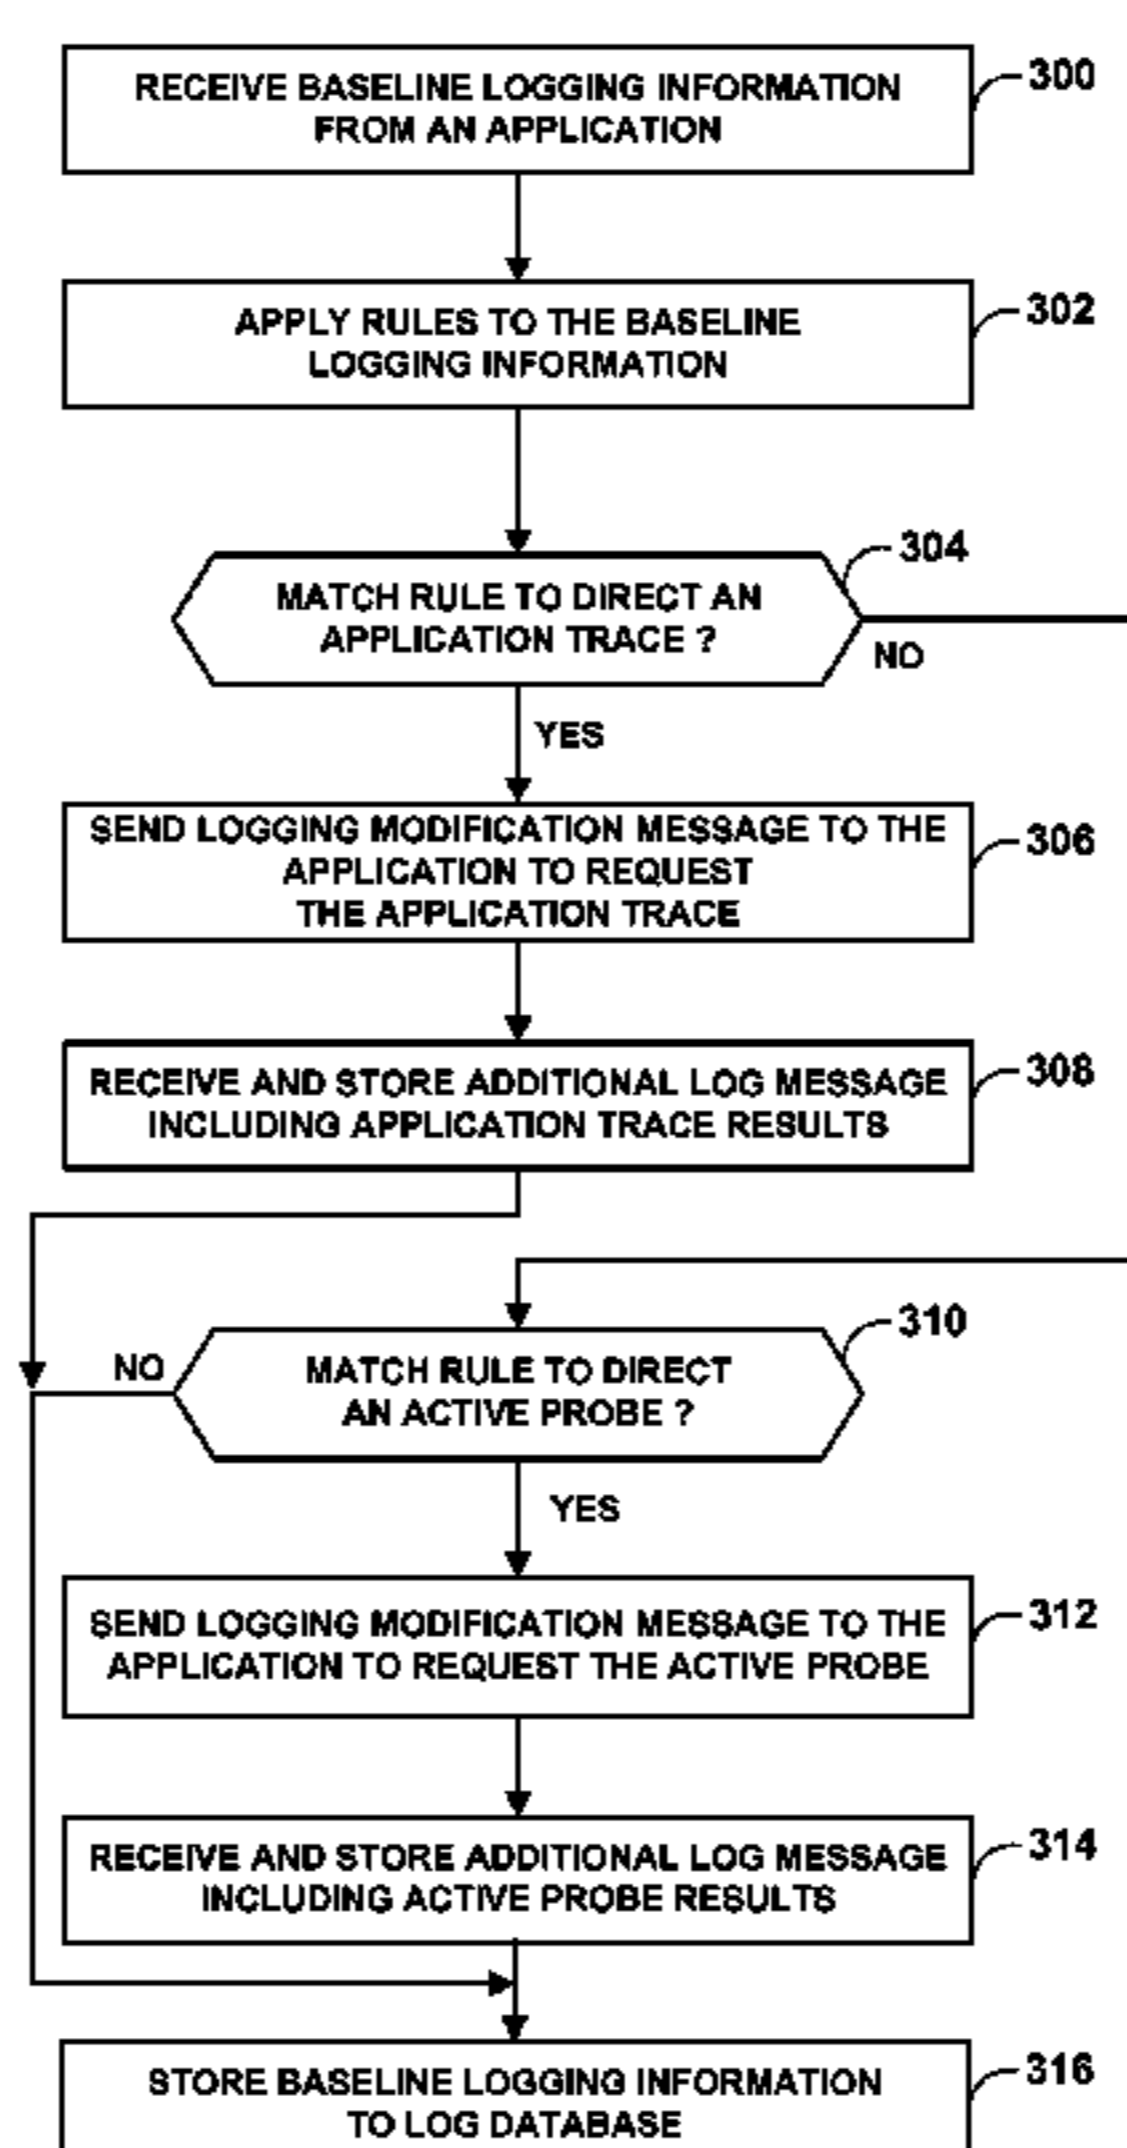 RECEIVE BASELINE LOGGING INFORMATION
FROM AN APPLICATION
300
APPLY RULES TO THE BASELINE
LOGGING INFORMATION
302
MATCH RULE TO DIRECT AN
APPLICATION TRACE ?
304
NO
YES
SEND LOGGING MODIFICATION MESSAGE TO THE
APPLICATION TO REQUEST
THE APPLICATION TRACE
306
RECEIVE AND STORE ADDITIONAL LOG MESSAGE
INCLUDING APPLICATION TRACE RESULTS
308
MATCH RULE TO DIRECT
AN ACTIVE PROBE ?
310
NO
YES
SEND LOGGING MODIFICATION MESSAGE TO THE
APPLICATION TO REQUEST THE ACTIVE PROBE
312
RECEIVE AND STORE ADDITIONAL LOG MESSAGE
INCLUDING ACTIVE PROBE RESULTS
314
STORE BASELINE LOGGING INFORMATION
TO LOG DATABASE
316